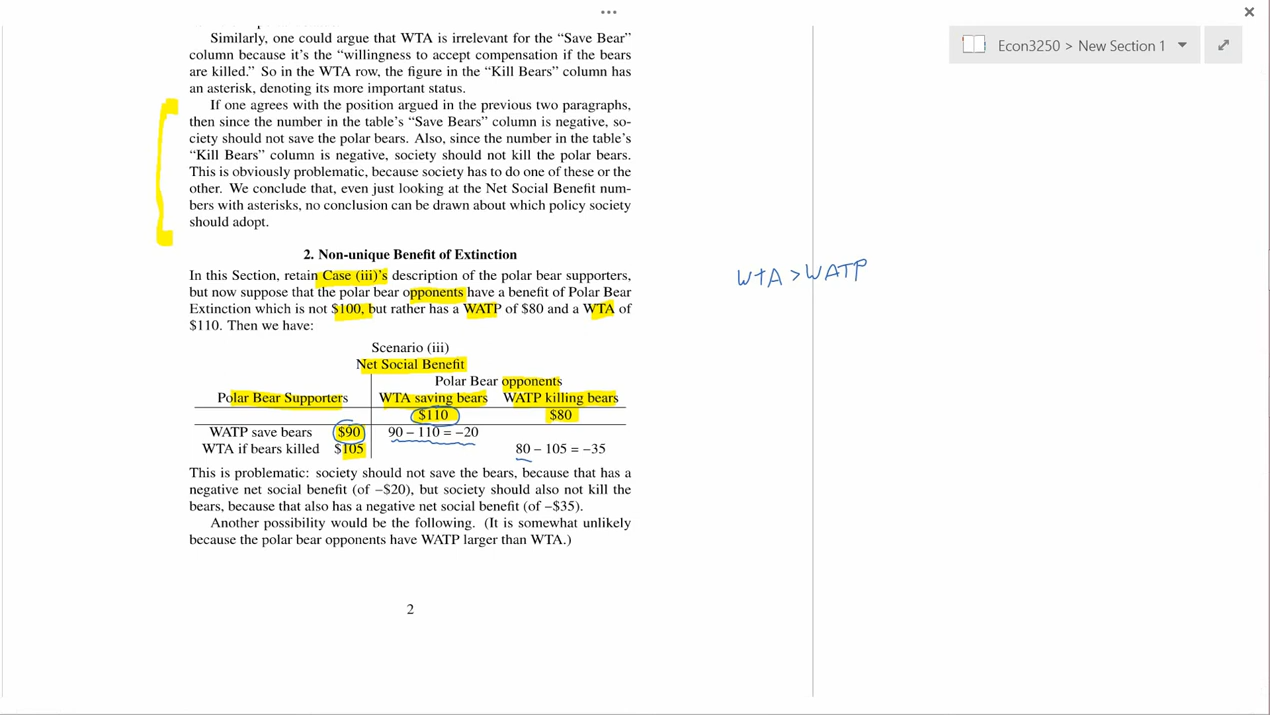 Similarly, one could argue that WTA is irrelevant for the “Save Bear”
column because it’s the “willingness to accept compensation if the bears
are killed.” So in the WTA row, the figure in the “Kill Bears” column has
an asterisk, denoting its more important status.
If one agrees with the position argued in the previous two paragraphs,
then since the number in the table’s “Save Bears” column is negative, so-
ciety should not save the polar bears. Also, since the number in the table’s
“Kill Bears” column is negative, society should not kill the polar bears.
This is obviously problematic, because society has to do one of these or the
other. We conclude that, even just looking at the Net Social Benefit num-
bers with asterisks, no conclusion can be drawn about which policy society
should adopt.
2. Non-unique Benefit of Extinction
In this Section, retain Case (iii)’s description of the polar bear supporters,
but now suppose that the polar bear opponents have a benefit of Polar Bear
Extinction which is not $100, but rather has a WATP of $80 and a WTA of
$110. Then we have:
Scenario (iii)
Net Social Benefit
Polar Bear opponents
Polar Bear Supporters WTA saving bears WATP killing bears
$110 $80
WATP save bears $90 90 – 110 = –20
WTA if bears killed $105 80 – 105 = –35
This is problematic: society should not save the bears, because that has a
negative net social benefit (of –$20), but society should also not kill the
bears, because that also has a negative net social benefit (of –$35).
Another possibility would be the following. (It is somewhat unlikely
because the polar bear opponents have WATP larger than WTA.)
2
WTA > WATP
Econ3250 > New Section 1